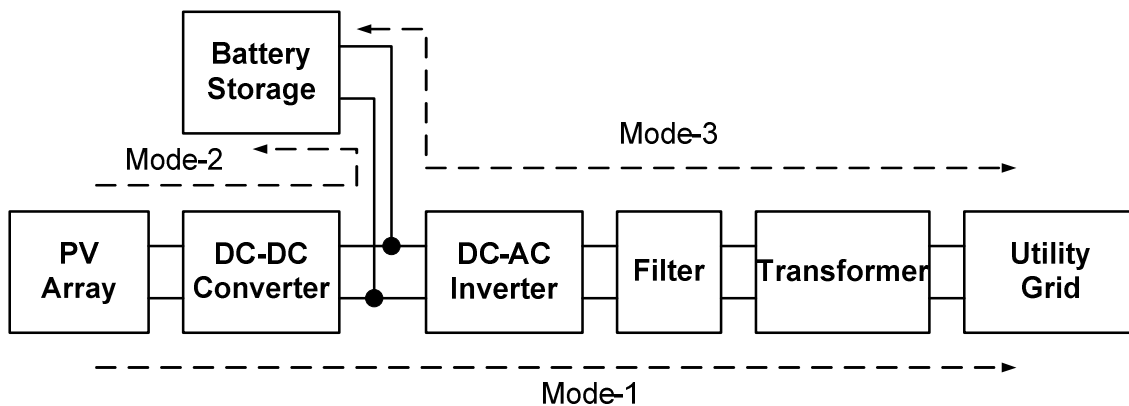 Battery
Storage
Mode-2
Mode-3
PV
Array
DC-DC
Converter
DC-AC
Inverter
Filter
Transformer
Utility
Grid
Mode-1